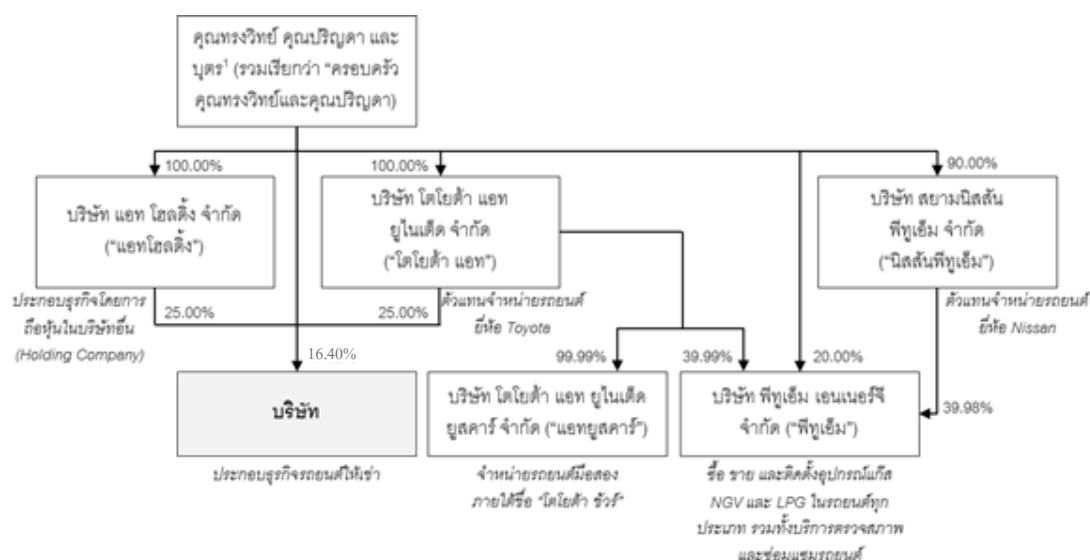 คุณทรงวิทย์ คุณปริญดา และ
บุตร¹ (รวมเรียกว่า “ครอบครัว
คุณทรงวิทย์และคุณปริญดา)
100.00%
100.00%
90.00%
บริษัท แอท โฮลดิ้ง จำกัด
(“แอทโฮลดิ้ง”)
บริษัท โตโยต้า แอท
ยูไนเต็ด จำกัด
(“โตโยต้า แอท”)
บริษัท สยามนิสสัน
พีทูเอ็ม จำกัด
(“นิสสันพีทูเอ็ม”)
ประกอบธุรกิจโดยการ
ถือหุ้นในบริษัทอื่น
(Holding Company)
25.00%
25.00%
ตัวแทนจำหน่ายรถยนต์
ยี่ห้อ Toyota
ตัวแทนจำหน่ายรถยนต์
ยี่ห้อ Nissan
16.40%
99.99%
39.99%
20.00%
39.98%
บริษัท
บริษัท โตโยต้า แอท ยูไนเต็ด
ยูสคาร์ จำกัด (“แอทยูสคาร์”)
บริษัท พีทูเอ็ม เอนเนอร์จี
จำกัด (“พีทูเอ็ม”)
ประกอบธุรกิจรถยนต์ให้เช่า
จำหน่ายรถยนต์มือสอง
ภายใต้ชื่อ “โตโยต้า ชัวร์”
ซื้อ ขาย และติดตั้งอุปกรณ์แก๊ส
NGV และ LPG ในรถยนต์ทุก
ประเภท รวมทั้งบริการตรวจสภาพ
และซ่อมแซมรถยนต์